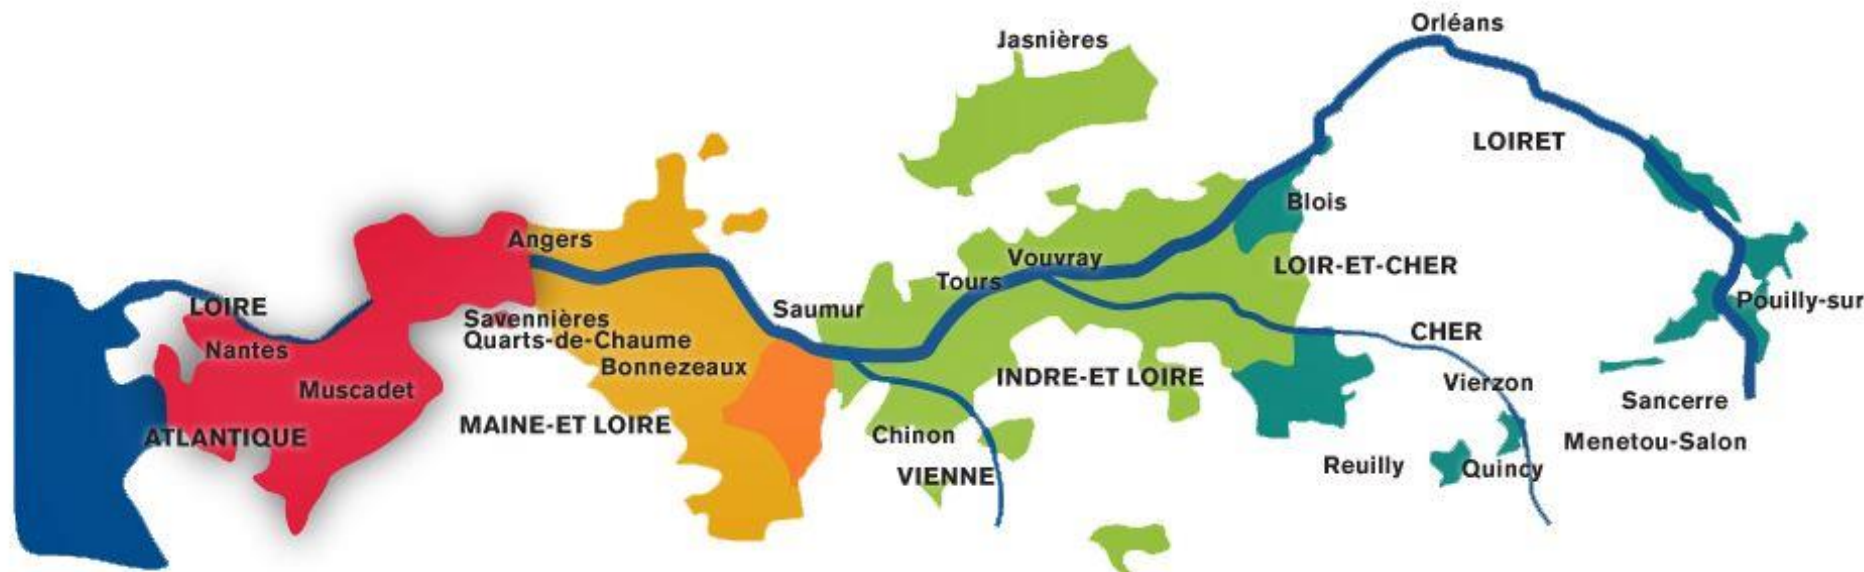 Orléans
Jasnières
LOIRET
Blois
Angers
Vouvray
LOIR-ET-CHER
Tours
LOIRE
Saumur
Pouilly-sur
Savennières
CHER
Quarts-de-Chaume
Nantes
Bonnezeaux
INDRE-ET LOIRE
Vierzon
Muscadet
Sancerre
MAINE-ET LOIRE
Chinon
ATLANTIQUE
Menetou-Salon
Reuilly
Quincy
VIENNE